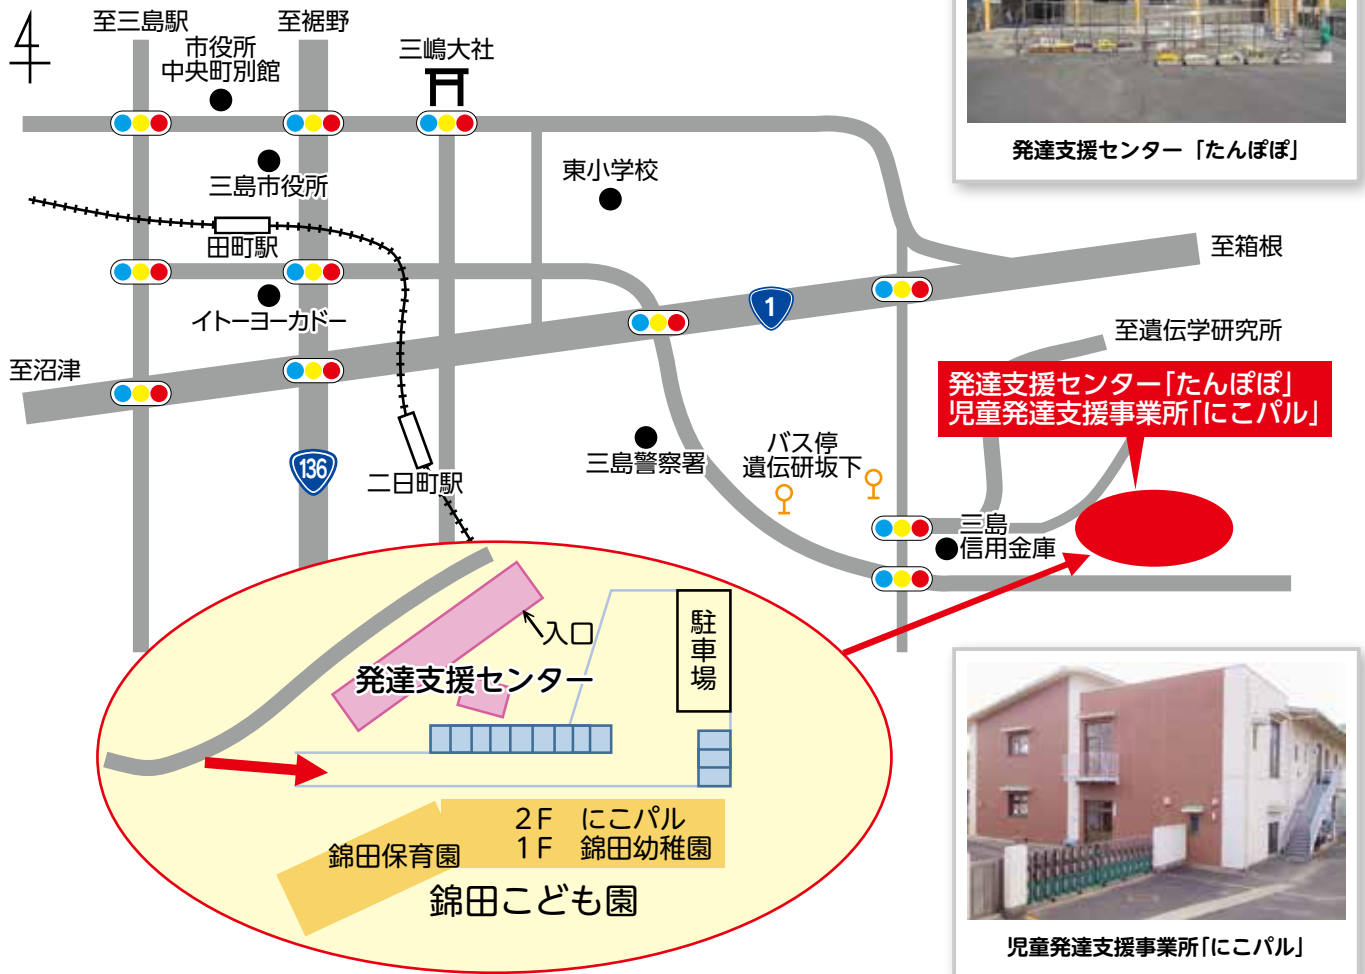 至三島駅
至裾野
市役所
中央町別館
三嶋大社
発達支援センター「たんぽぽ」
三島市役所
東小学校
田町駅
至箱根
イトーヨーカドー
1
至沼津
至遺伝学研究所
発達支援センター「たんぽぽ」
児童発達支援事業所「にこパル」
136
二日町駅
三島警察署
バス停
遺伝研坂下
三島
信用金庫
入口
駐車場
発達支援センター
2F にこパル
1F 錦田幼稚園
錦田保育園
錦田こども園
児童発達支援事業所「にこパル」